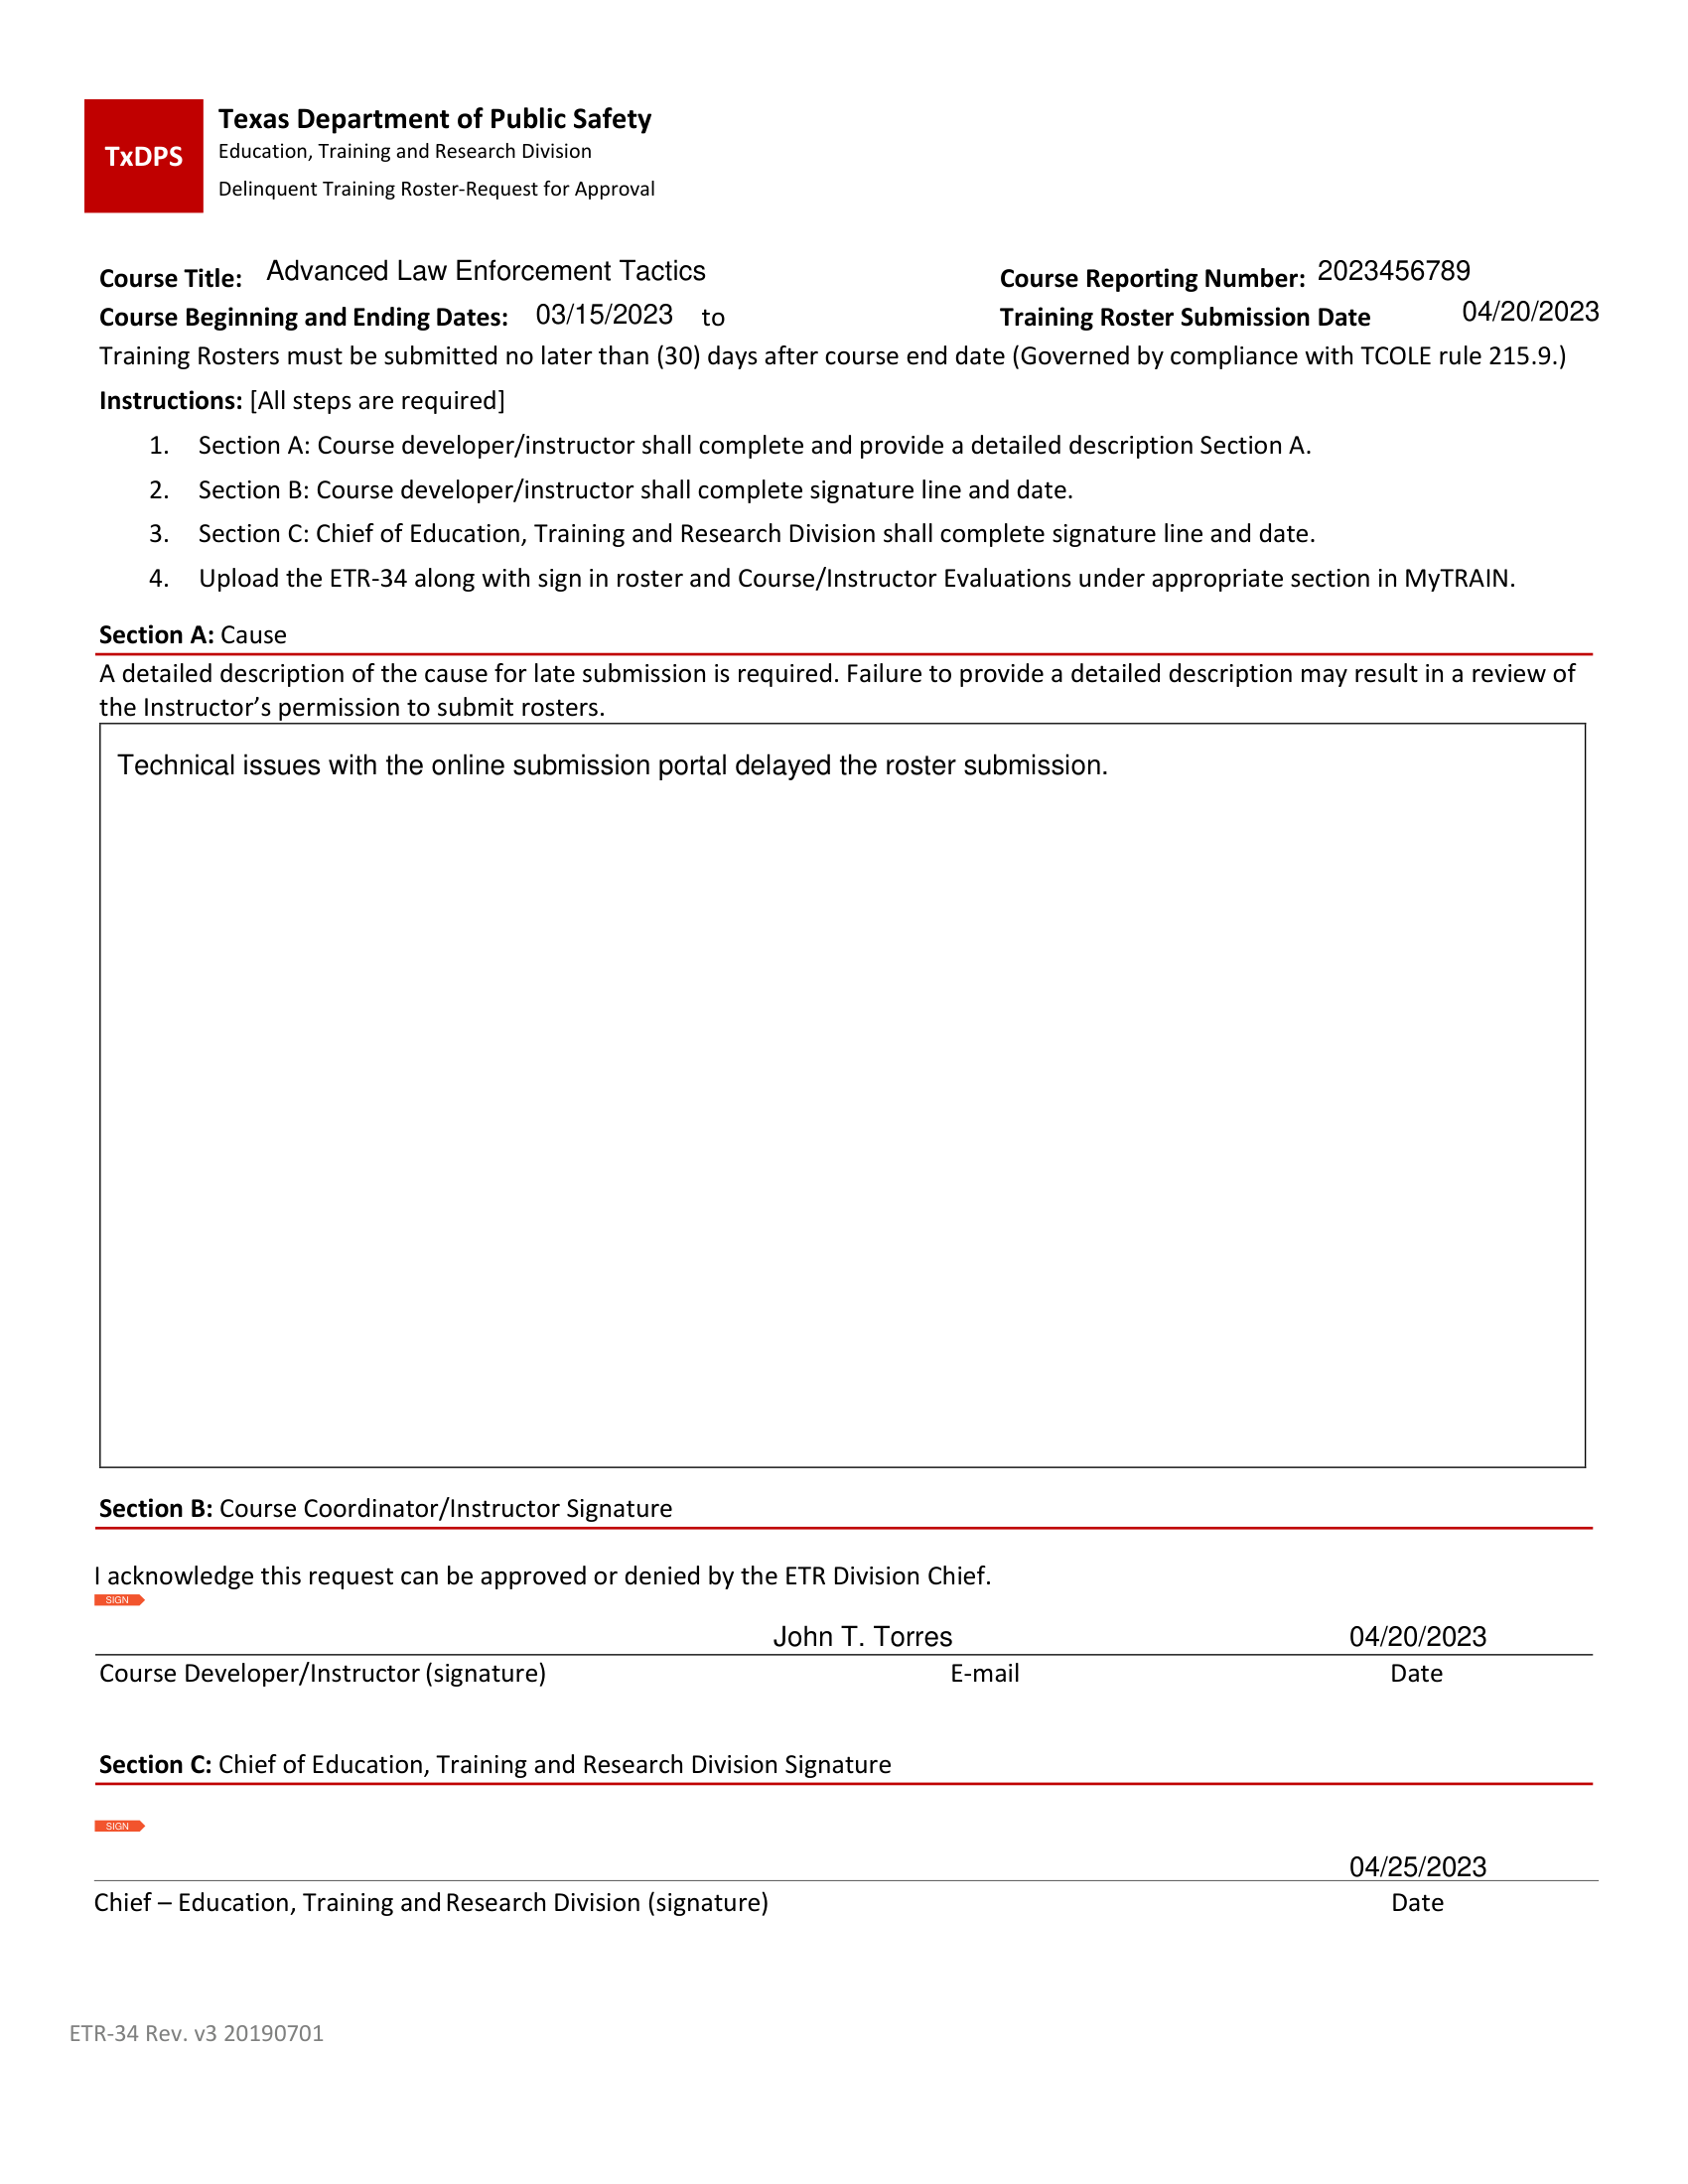 TxDPS
Texas Department of Public Safety
Education, Training and Research Division
Delinquent Training Roster-Request for Approval
Course Title: Advanced Law Enforcement Tactics
Course Reporting Number: 2023456789
Course Beginning and Ending Dates: 03/15/2023 to
Training Roster Submission Date 04/20/2023
Training Rosters must be submitted no later than (30) days after course end date (Governed by compliance with TCOLE rule 215.9.)
Instructions: [All steps are required]
1. Section A: Course developer/instructor shall complete and provide a detailed description Section A.
2. Section B: Course developer/instructor shall complete signature line and date.
3. Section C: Chief of Education, Training and Research Division shall complete signature line and date.
4. Upload the ETR-34 along with sign in roster and Course/Instructor Evaluations under appropriate section in MyTRAIN.
Section A: Cause
A detailed description of the cause for late submission is required. Failure to provide a detailed description may result in a review of
the Instructor’s permission to submit rosters.
Technical issues with the online submission portal delayed the roster submission.
Section B: Course Coordinator/Instructor Signature
I acknowledge this request can be approved or denied by the ETR Division Chief.
SIGN
John T. Torres 04/20/2023
Course Developer/Instructor (signature) E-mail Date
Section C: Chief of Education, Training and Research Division Signature
SIGN
04/25/2023
Chief – Education, Training and Research Division (signature) Date
ETR-34 Rev. v3 20190701